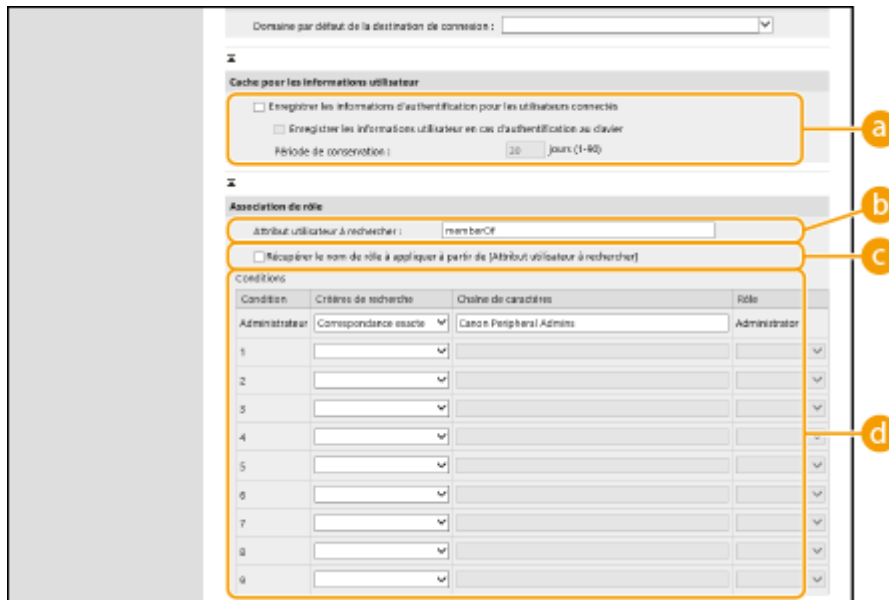 Domaine par défaut de la destination de connexion :
Cache pour les informations utilisateur
Enregistrer les informations d'authentification pour les utilisateurs connectés
Enregistrer les informations utilisateur en cas d'authentification au clavier
Période de conservation : 30 jours (1-90)
a
Association de rôle
b
Attribut utilisateur à rechercher : memberOf
Récupérer le nom de rôle à appliquer à partir de [Attribut utilisateur à rechercher]
c
Conditions
Condition Critères de recherche Chaîne de caractères Rôle
Administrateur Correspondance exacte Canon Peripheral Admins Administrator
1
2
3
4
d
5
6
7
8
9